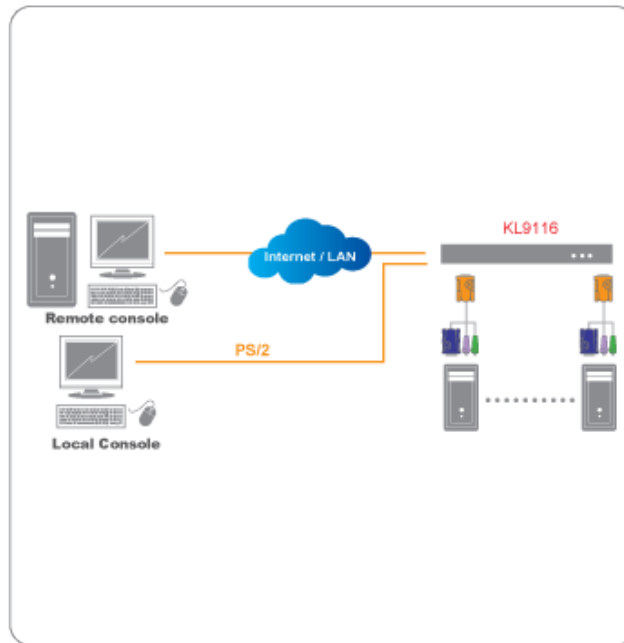 KL9116
Internet / LAN
Remote console
PS/2
Local Console